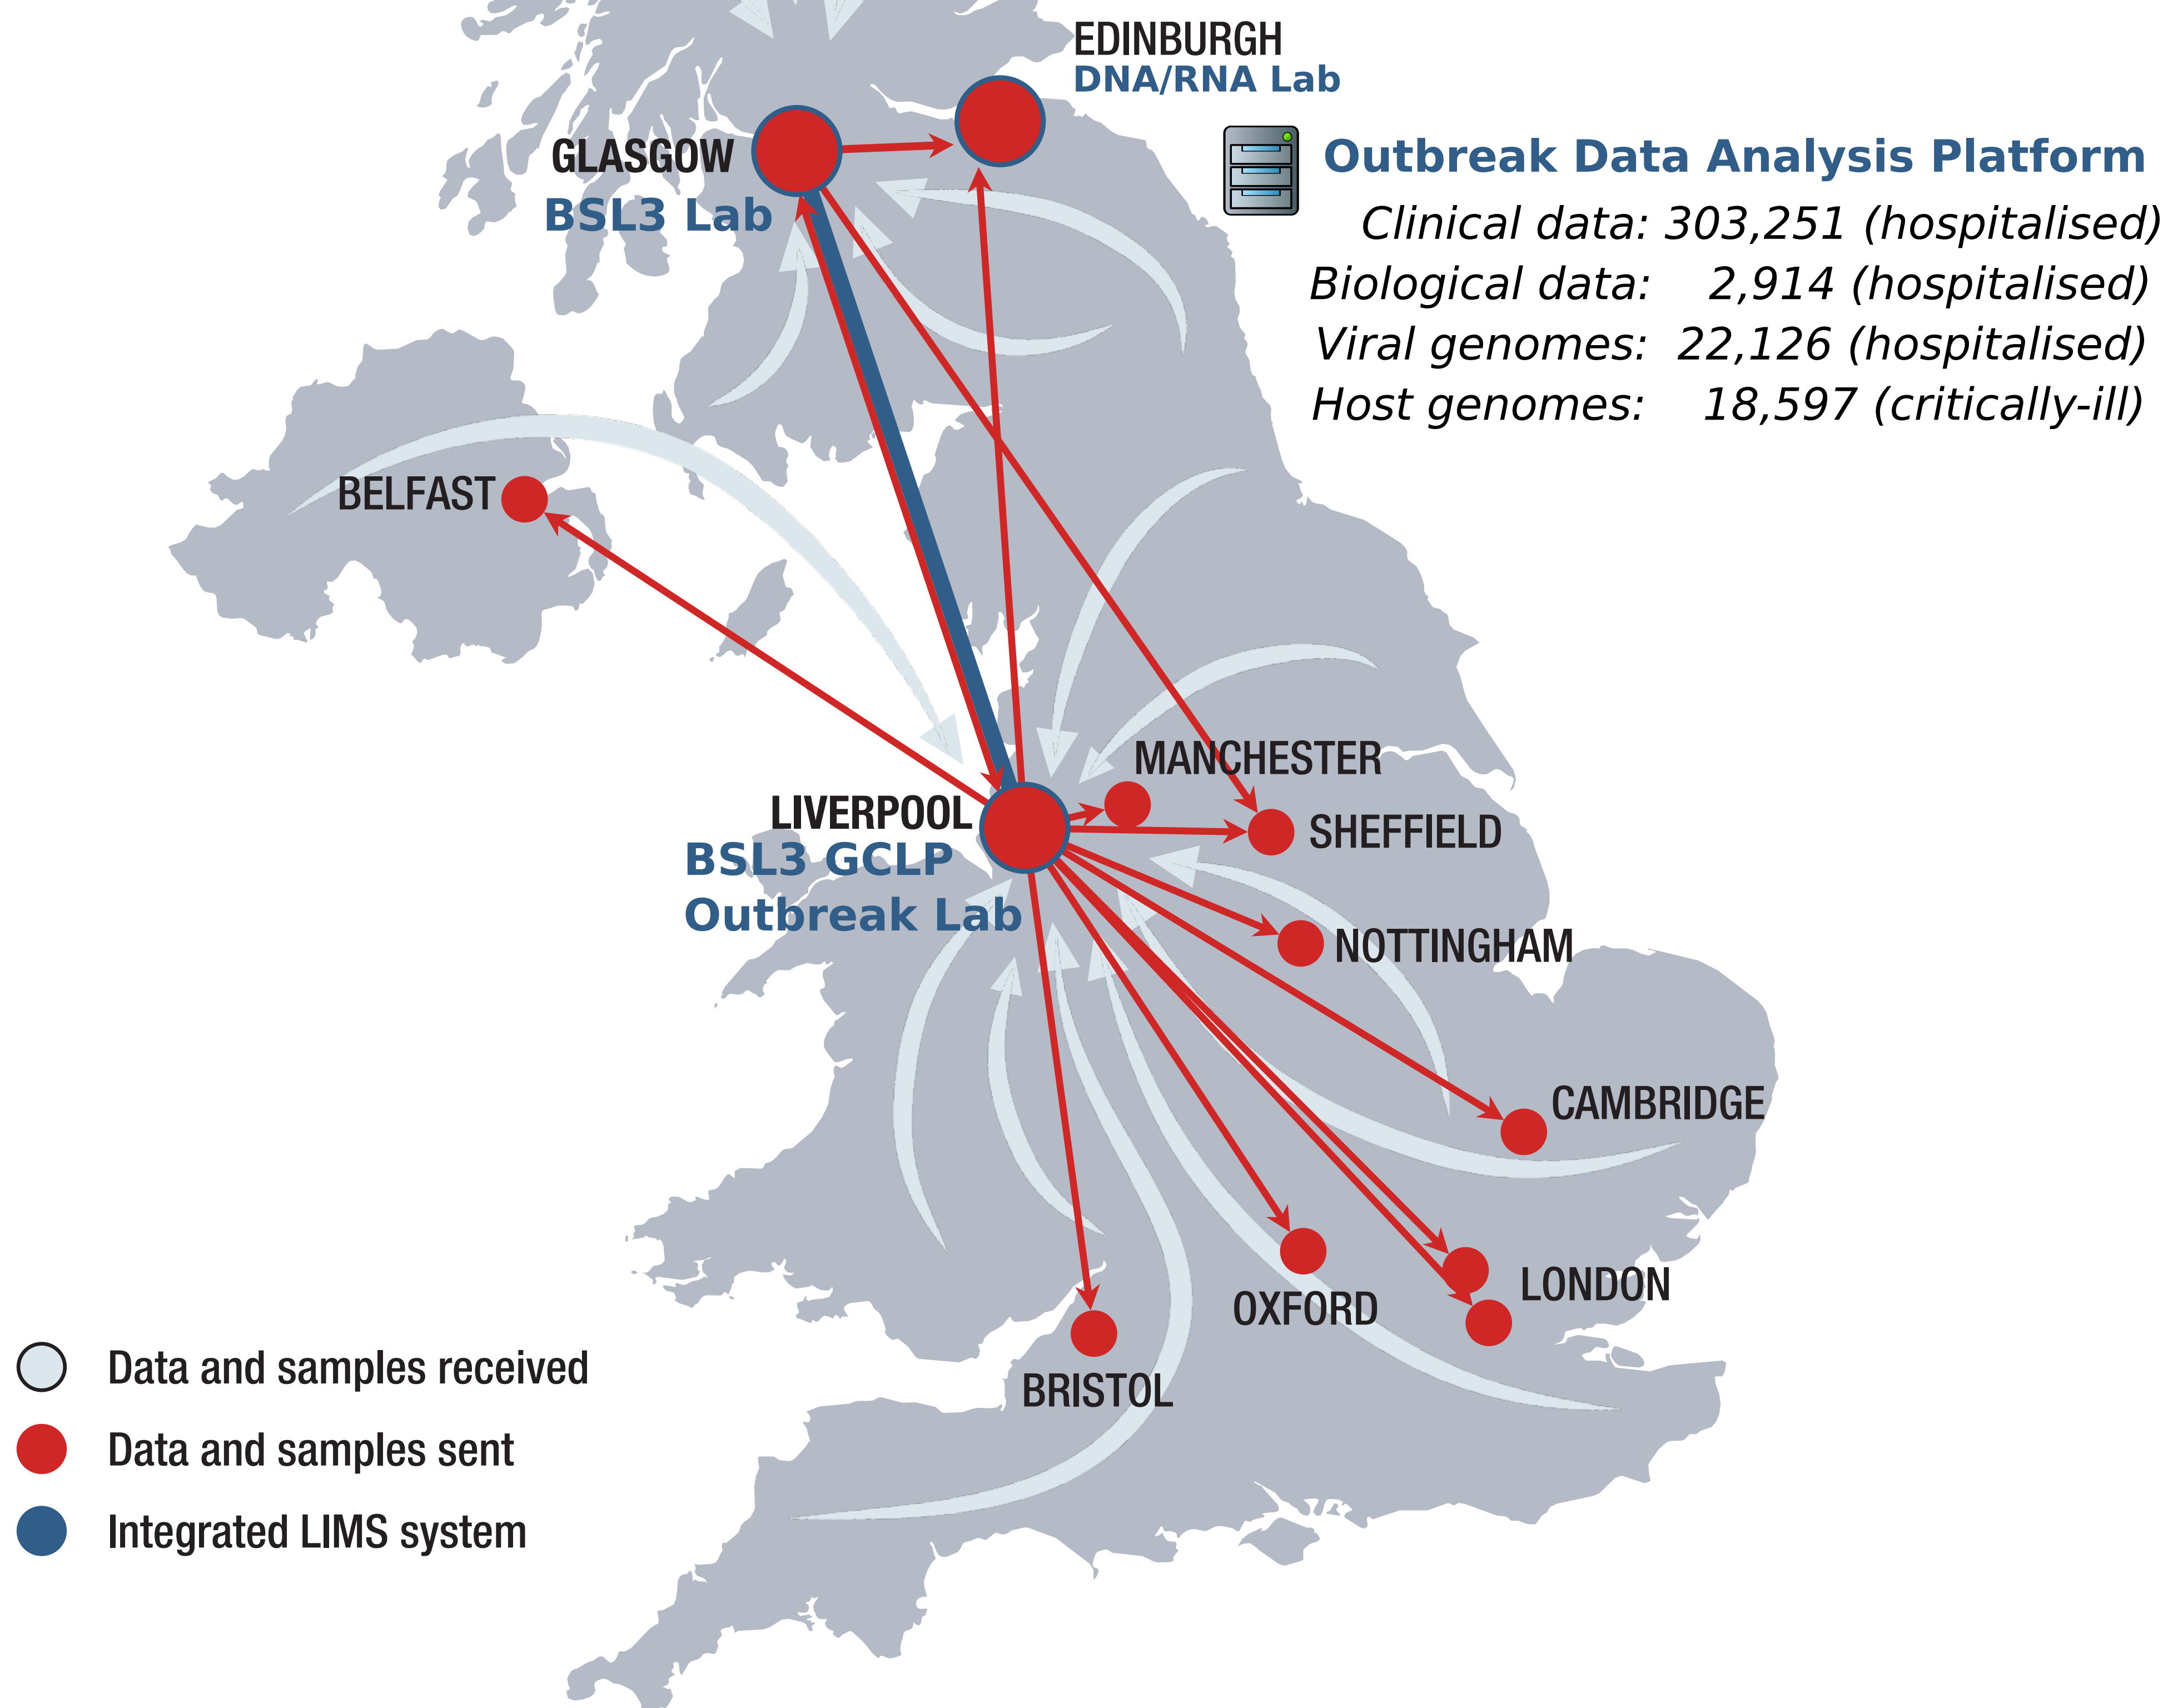 EDINBURGH
DNA/RNA Lab
GLASGOW
BSL3 Lab
Outbreak Data Analysis Platform
Clinical data: 303,251 (hospitalised)
Biological data: 2,914 (hospitalised)
Viral genomes: 22,126 (hospitalised)
Host genomes: 18,597 (critically-ill)
BELFAST
MANCHESTER
LIVERPOOL
BSL3 GCLP
Outbreak Lab
SHEFFIELD
NOTTINGHAM
CAMBRIDGE
LONDON
OXFORD
BRISTOL
Data and samples received
Data and samples sent
Integrated LIMS system